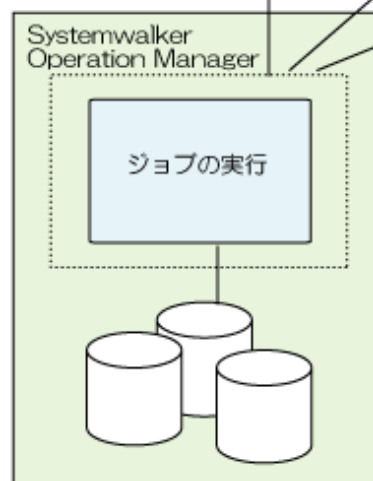 Systemwalker
Operation Manager
ジョブの実行